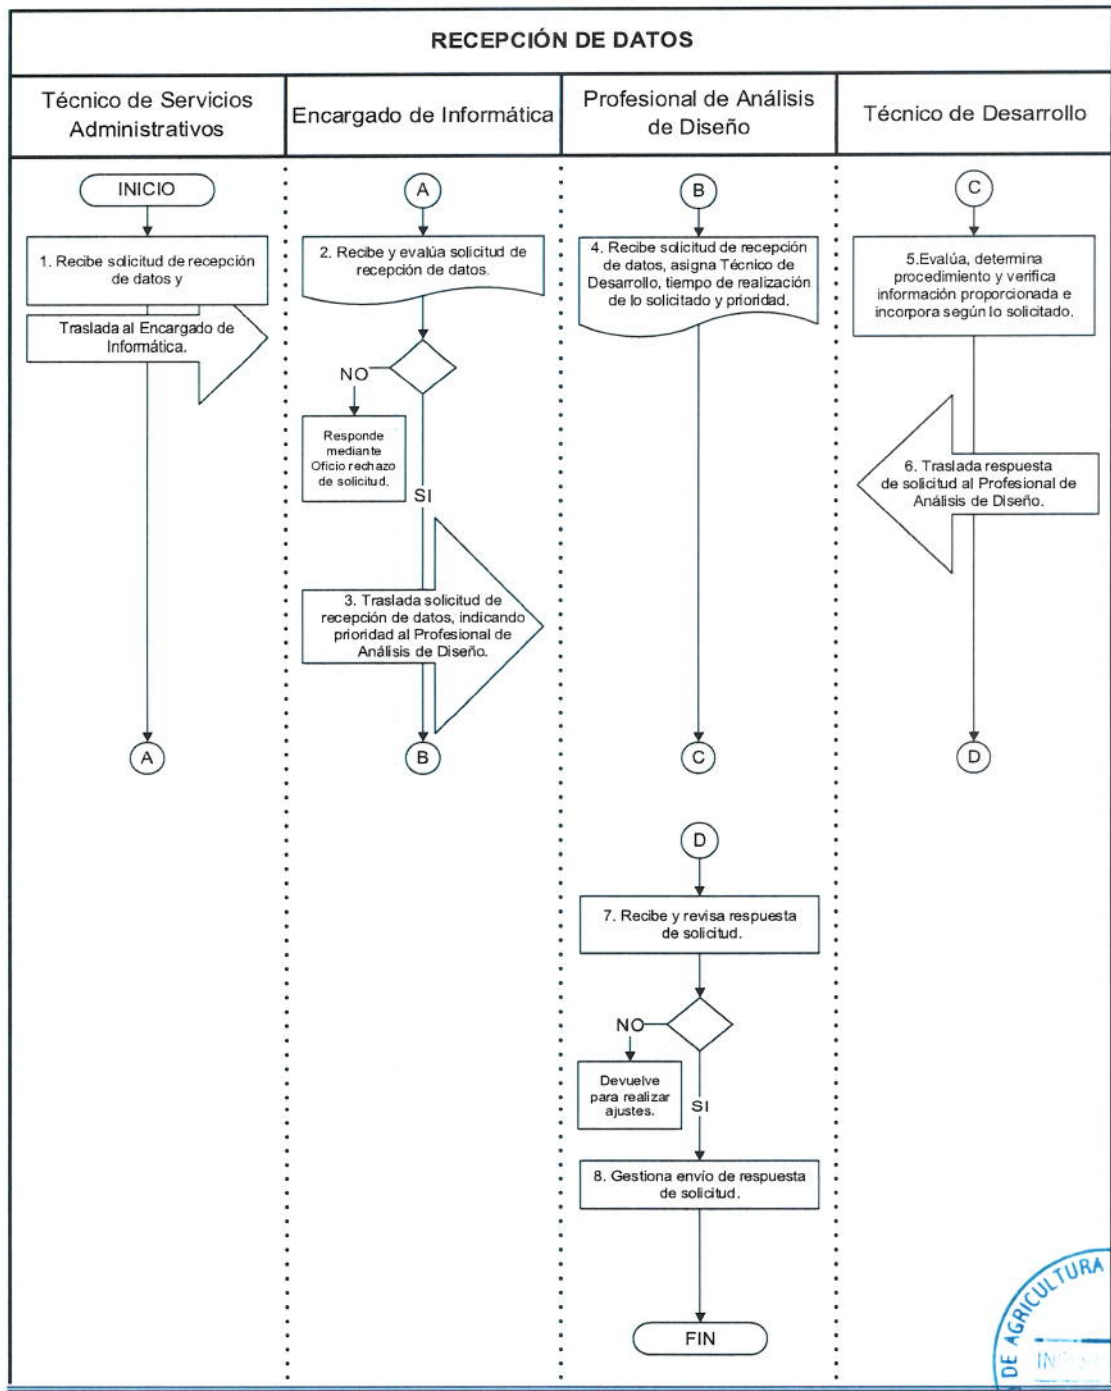 RECEPCIÓN DE DATOS
Técnico de Servicios
Administrativos
Encargado de Informática
Profesional de Análisis
de Diseño
Técnico de Desarrollo
INICIO
1. Recibe solicitud de recepción
de datos y
Traslada al Encargado de
Informática.
A
A
2. Recibe y evalúa solicitud de
recepción de datos.
NO
Responde
mediante
Oficio rechazo
de solicitud.
SI
3. Traslada solicitud de
recepción de datos, indicando
prioridad al Profesional de
Análisis de Diseño.
B
B
4. Recibe solicitud de recepción
de datos, asigna Técnico de
Desarrollo, tiempo de realización
de lo solicitado y prioridad.
C
C
5.Evalúa, determina
procedimiento y verifica
información proporcionada e
incorpora según lo solicitado.
6. Traslada respuesta
de solicitud al Profesional de
Análisis de Diseño.
D
D
7. Recibe y revisa respuesta
de solicitud.
NO
Devuelve
para realizar
ajustes.
SI
8. Gestiona envío de respuesta
de solicitud.
FIN
DE AGRICULTURA